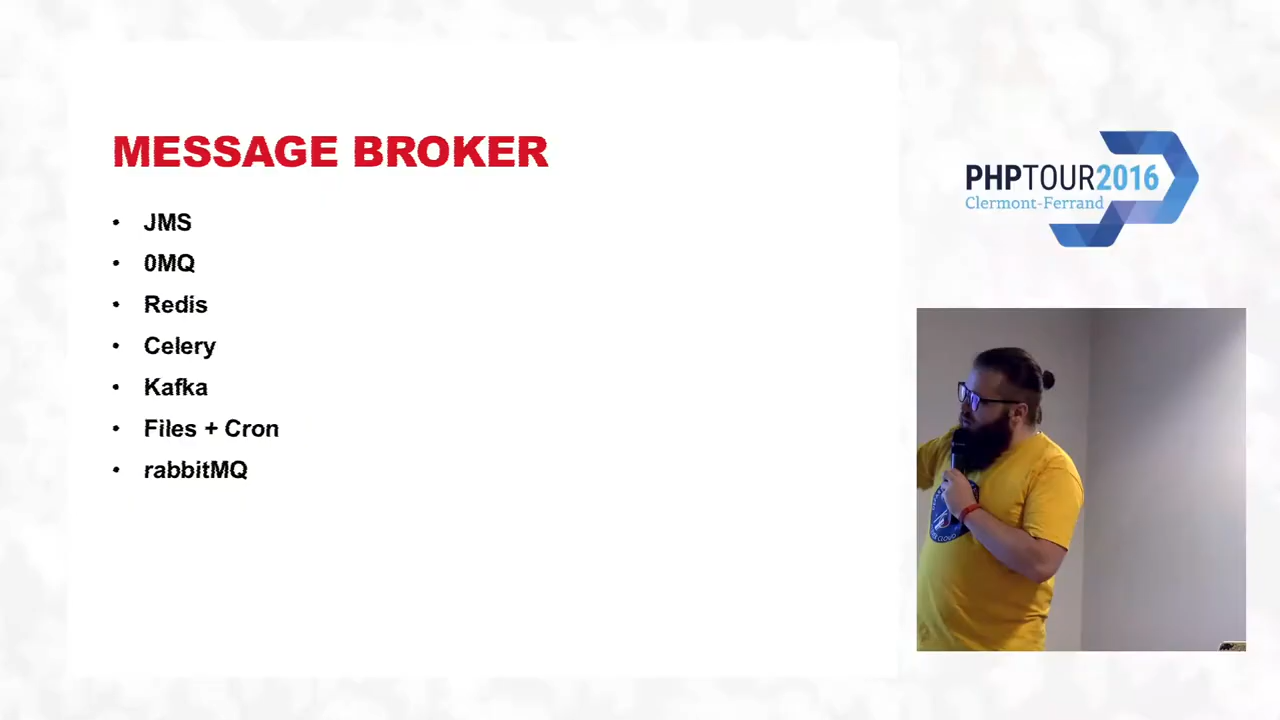 MESSAGE BROKER
• JMS
• 0MQ
• Redis
• Celery
• Kafka
• Files + Cron
• rabbitMQ
PHPTOUR2016
Clermont-Ferrand